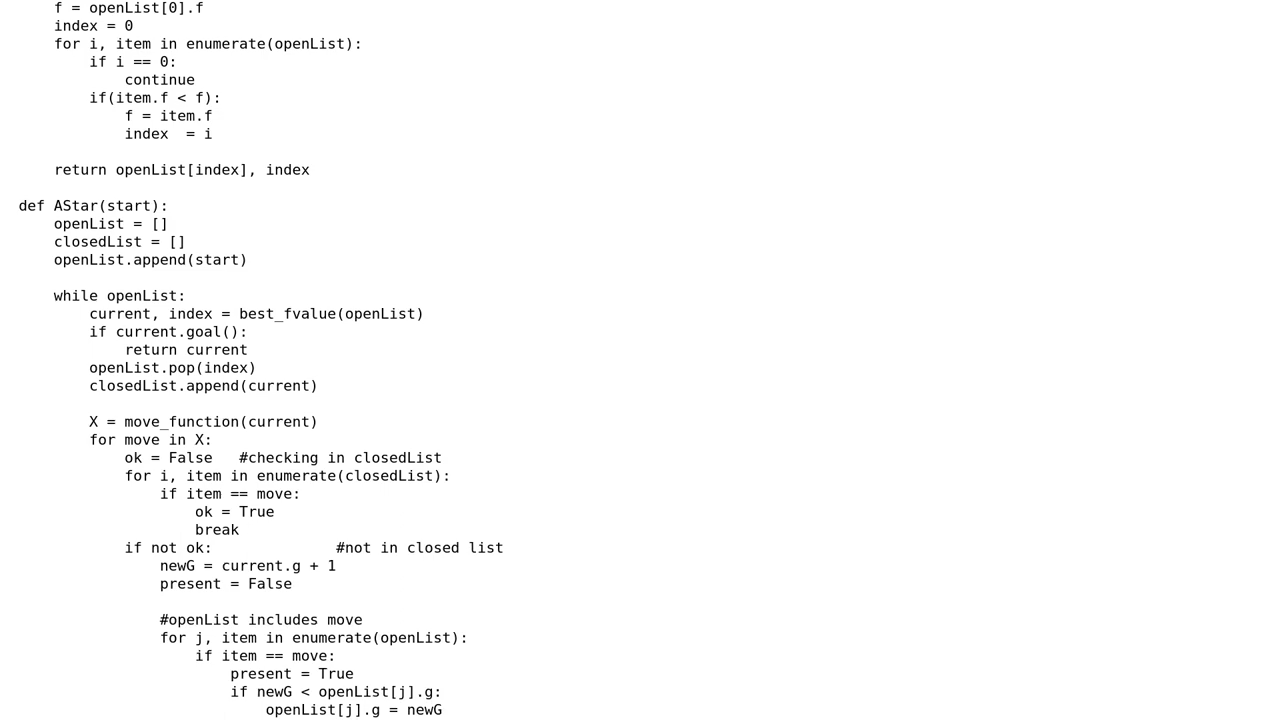 f = openList[0].f
    index = 0
    for i, item in enumerate(openList):
        if i == 0:
            continue
        if(item.f < f):
            f = item.f
            index  = i

    return openList[index], index

def AStar(start):
    openList = []
    closedList = []
    openList.append(start)

    while openList:
        current, index = best_fvalue(openList)
        if current.goal():
            return current
        openList.pop(index)
        closedList.append(current)

        X = move_function(current)
        for move in X:
            ok = False   #checking in closedList
            for i, item in enumerate(closedList):
                if item == move:
                    ok = True
                    break
            if not ok:              #not in closed list
                newG = current.g + 1
                present = False

                #openList includes move
                for j, item in enumerate(openList):
                    if item == move:
                        present = True
                        if newG < openList[j].g:
                            openList[j].g = newG